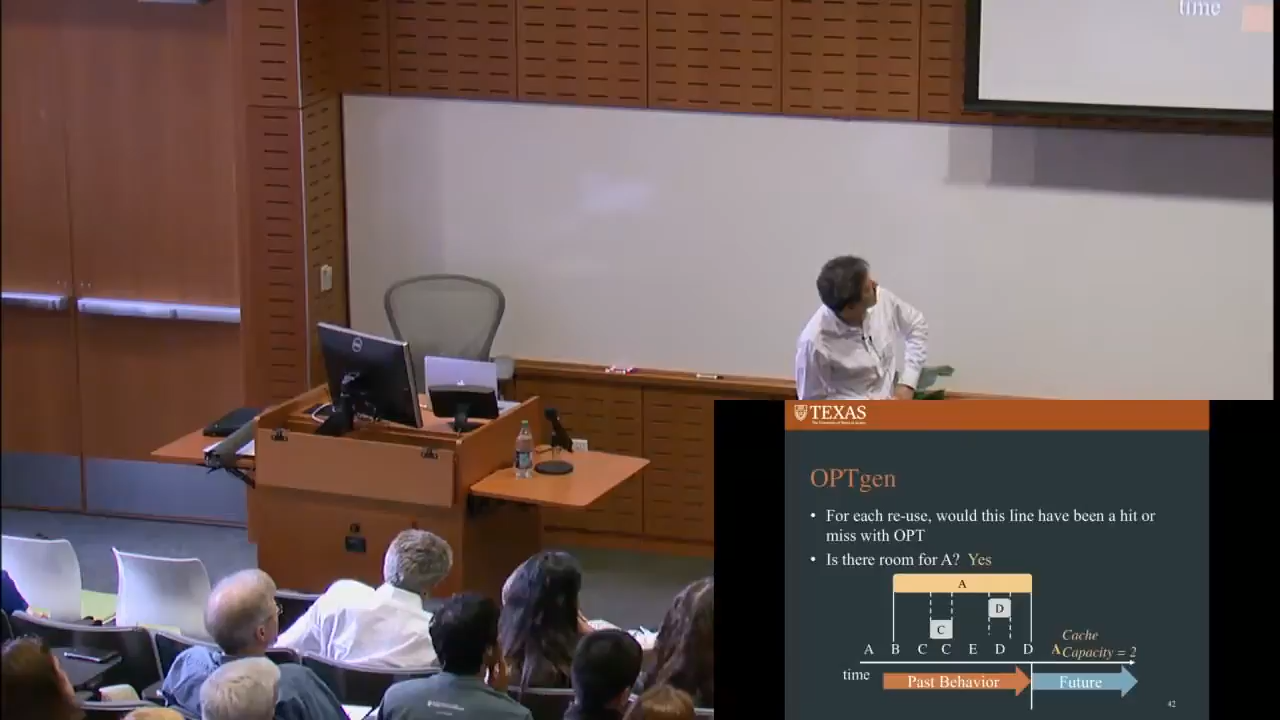 time
TEXAS
OPTgen
• For each re-use, would this line have been a hit or
miss with OPT
• Is there room for A? Yes
A
D
C
A B C C E D D A
Cache
Capacity = 2
time
Past Behavior
Future
42